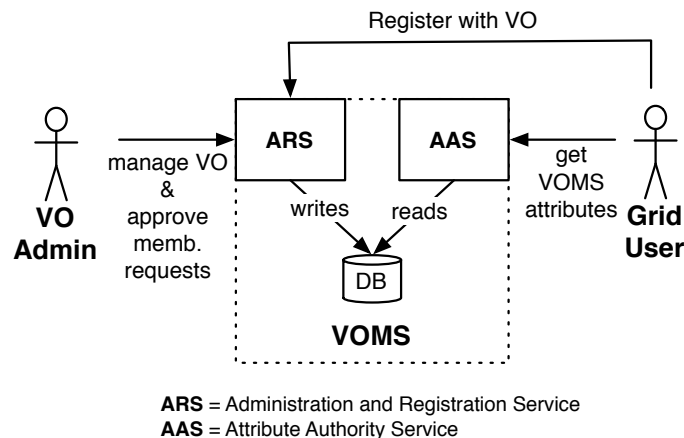 Register with VO
ARS
AAS
manage VO
&
approve
memb.
requests
get
VOMS
attributes
writes
reads
VO
Admin
Grid
User
DB
VOMS
ARS = Administration and Registration Service
AAS = Attribute Authority Service